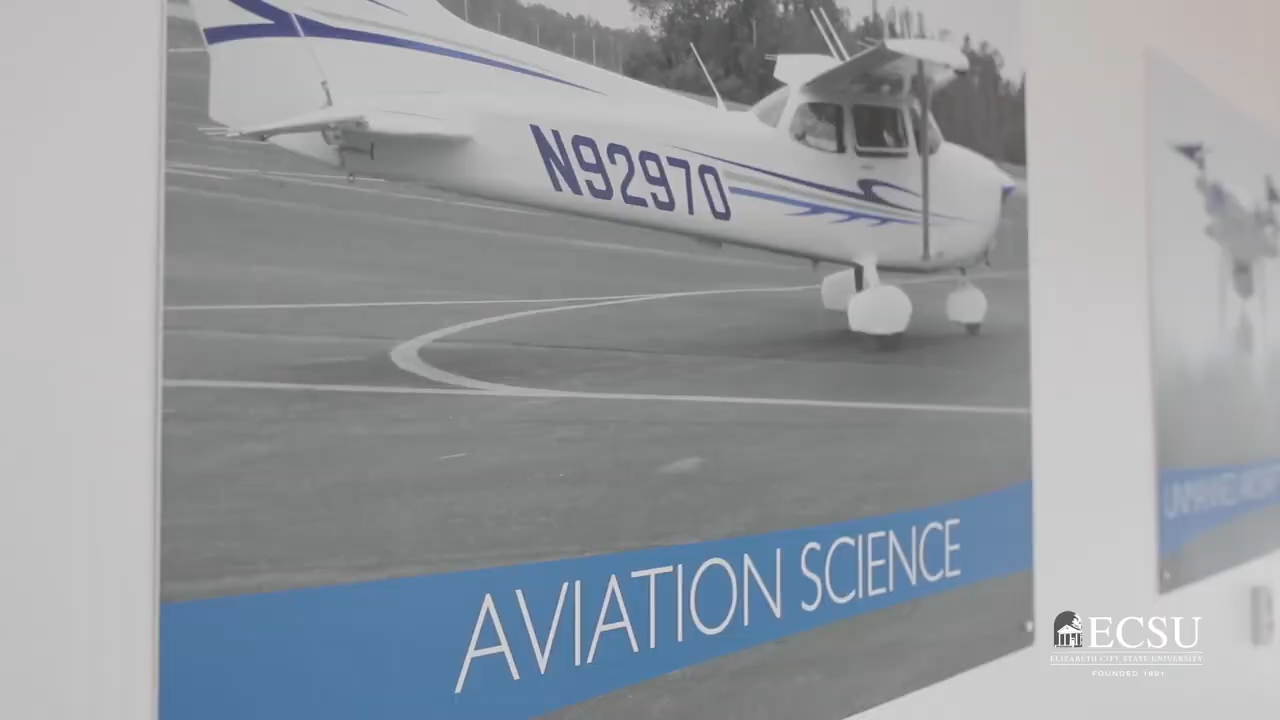 N92970
AVIATION SCIENCE
ECSU
ELIZABETH CITY STATE UNIVERSITY
FOUNDED 1891